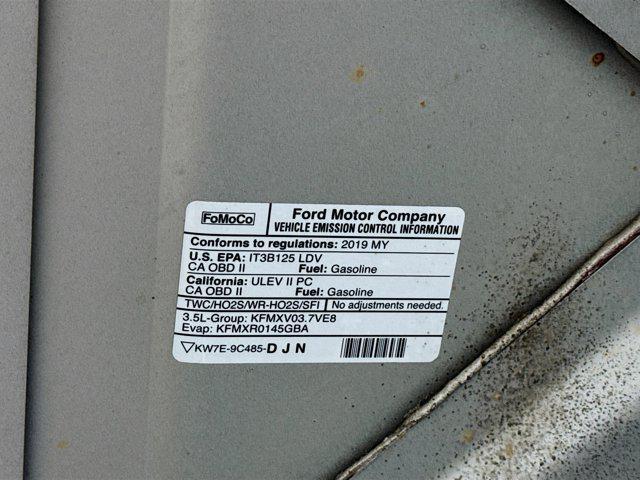 FoMoCo
Ford Motor Company
VEHICLE EMISSION CONTROL INFORMATION
Conforms to regulations: 2019 MY
U.S. EPA: IT3B125 LDV
CA OBD II Fuel: Gasoline
California: ULEV II PC
CA OBD II Fuel: Gasoline
TWC/HO2S/WR-HO2S/SFI No adjustments needed.
3.5L-Group: KFMXV03.7VE8
Evap: KFMXR0145GBA
KW7E-9C485-D J N